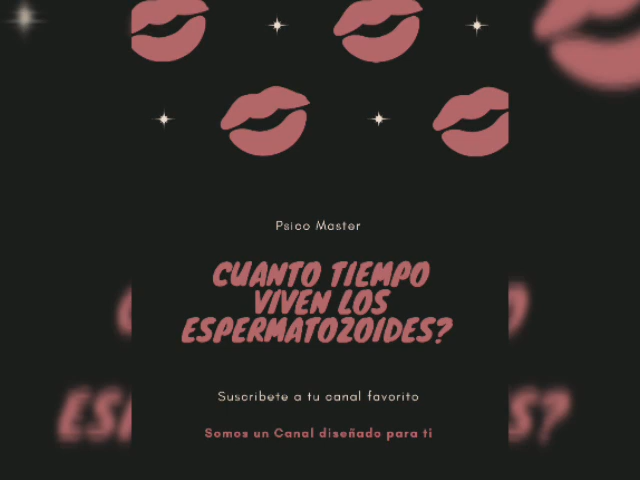 Psico Master
CUANTO TIEMPO
VIVEN LOS
ESPERMATOZOIDES?
Suscribete a tu canal favorito
Somos un Canal diseñado para ti